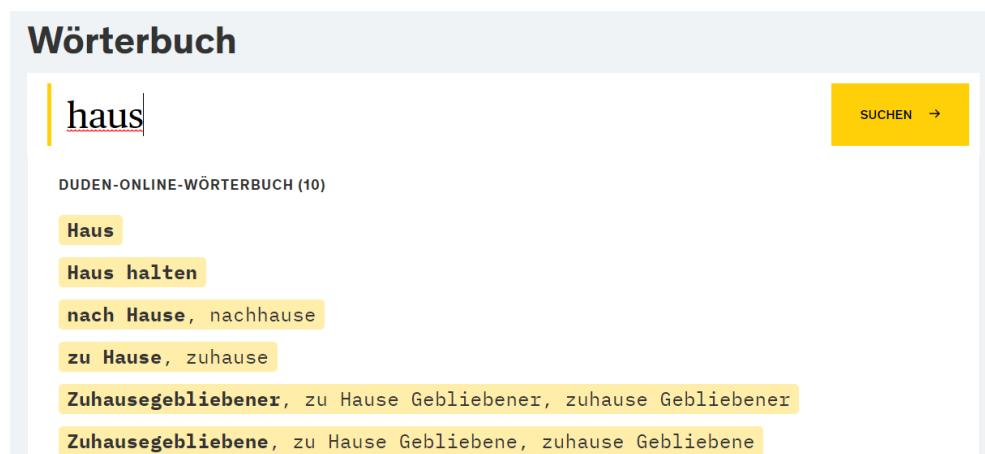 Wörterbuch
haus
SUCHEN →
DUDEN-ONLINE-WÖRTERBUCH (10)
Haus
Haus halten
nach Hause, nachhause
zu Hause, zuhause
Zuhausegebliebener, zu Hause Gebliebener, zuhause Gebliebener
Zuhausegebliebene, zu Hause Gebliebene, zuhause Gebliebene